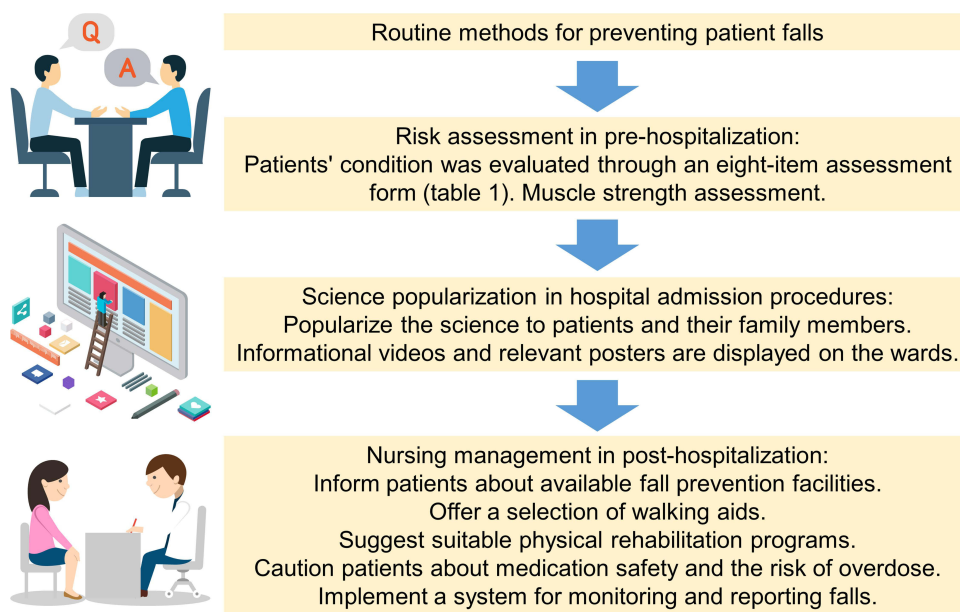 Q
A
Routine methods for preventing patient falls
Risk assessment in pre-hospitalization:
Patients' condition was evaluated through an eight-item assessment
form (table 1). Muscle strength assessment.
Science popularization in hospital admission procedures:
Popularize the science to patients and their family members.
Informational videos and relevant posters are displayed on the wards.
Nursing management in post-hospitalization:
Inform patients about available fall prevention facilities.
Offer a selection of walking aids.
Suggest suitable physical rehabilitation programs.
Caution patients about medication safety and the risk of overdose.
Implement a system for monitoring and reporting falls.